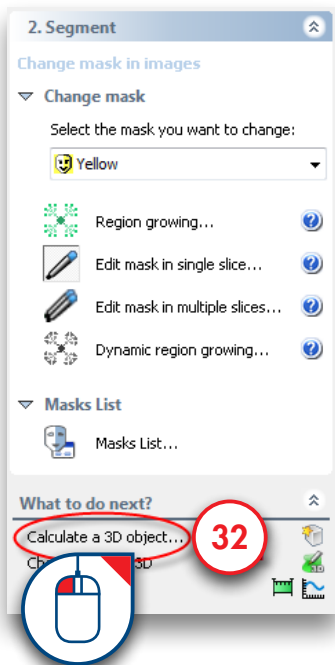 2. Segment
Change mask in images
Change mask
Select the mask you want to change:
Yellow
Region growing...
Edit mask in single slice...
Edit mask in multiple slices...
Dynamic region growing...
Masks List
Masks List...
What to do next?
Calculate a 3D object...
32
3D